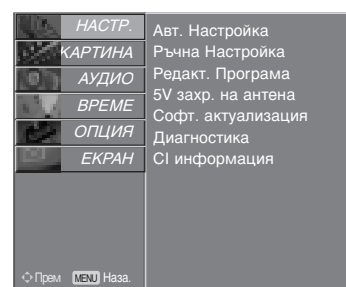 НАСТР.
КАРТИНА
АУДИО
ВРЕМЕ
ОПЦИЯ
ЕКРАН
Авт. Настройка
Ръчна Настройка
Редакт. Програма
5V захр. на антена
Софт. актуализация
Диагностика
CI информация
Прем MENU Наза.